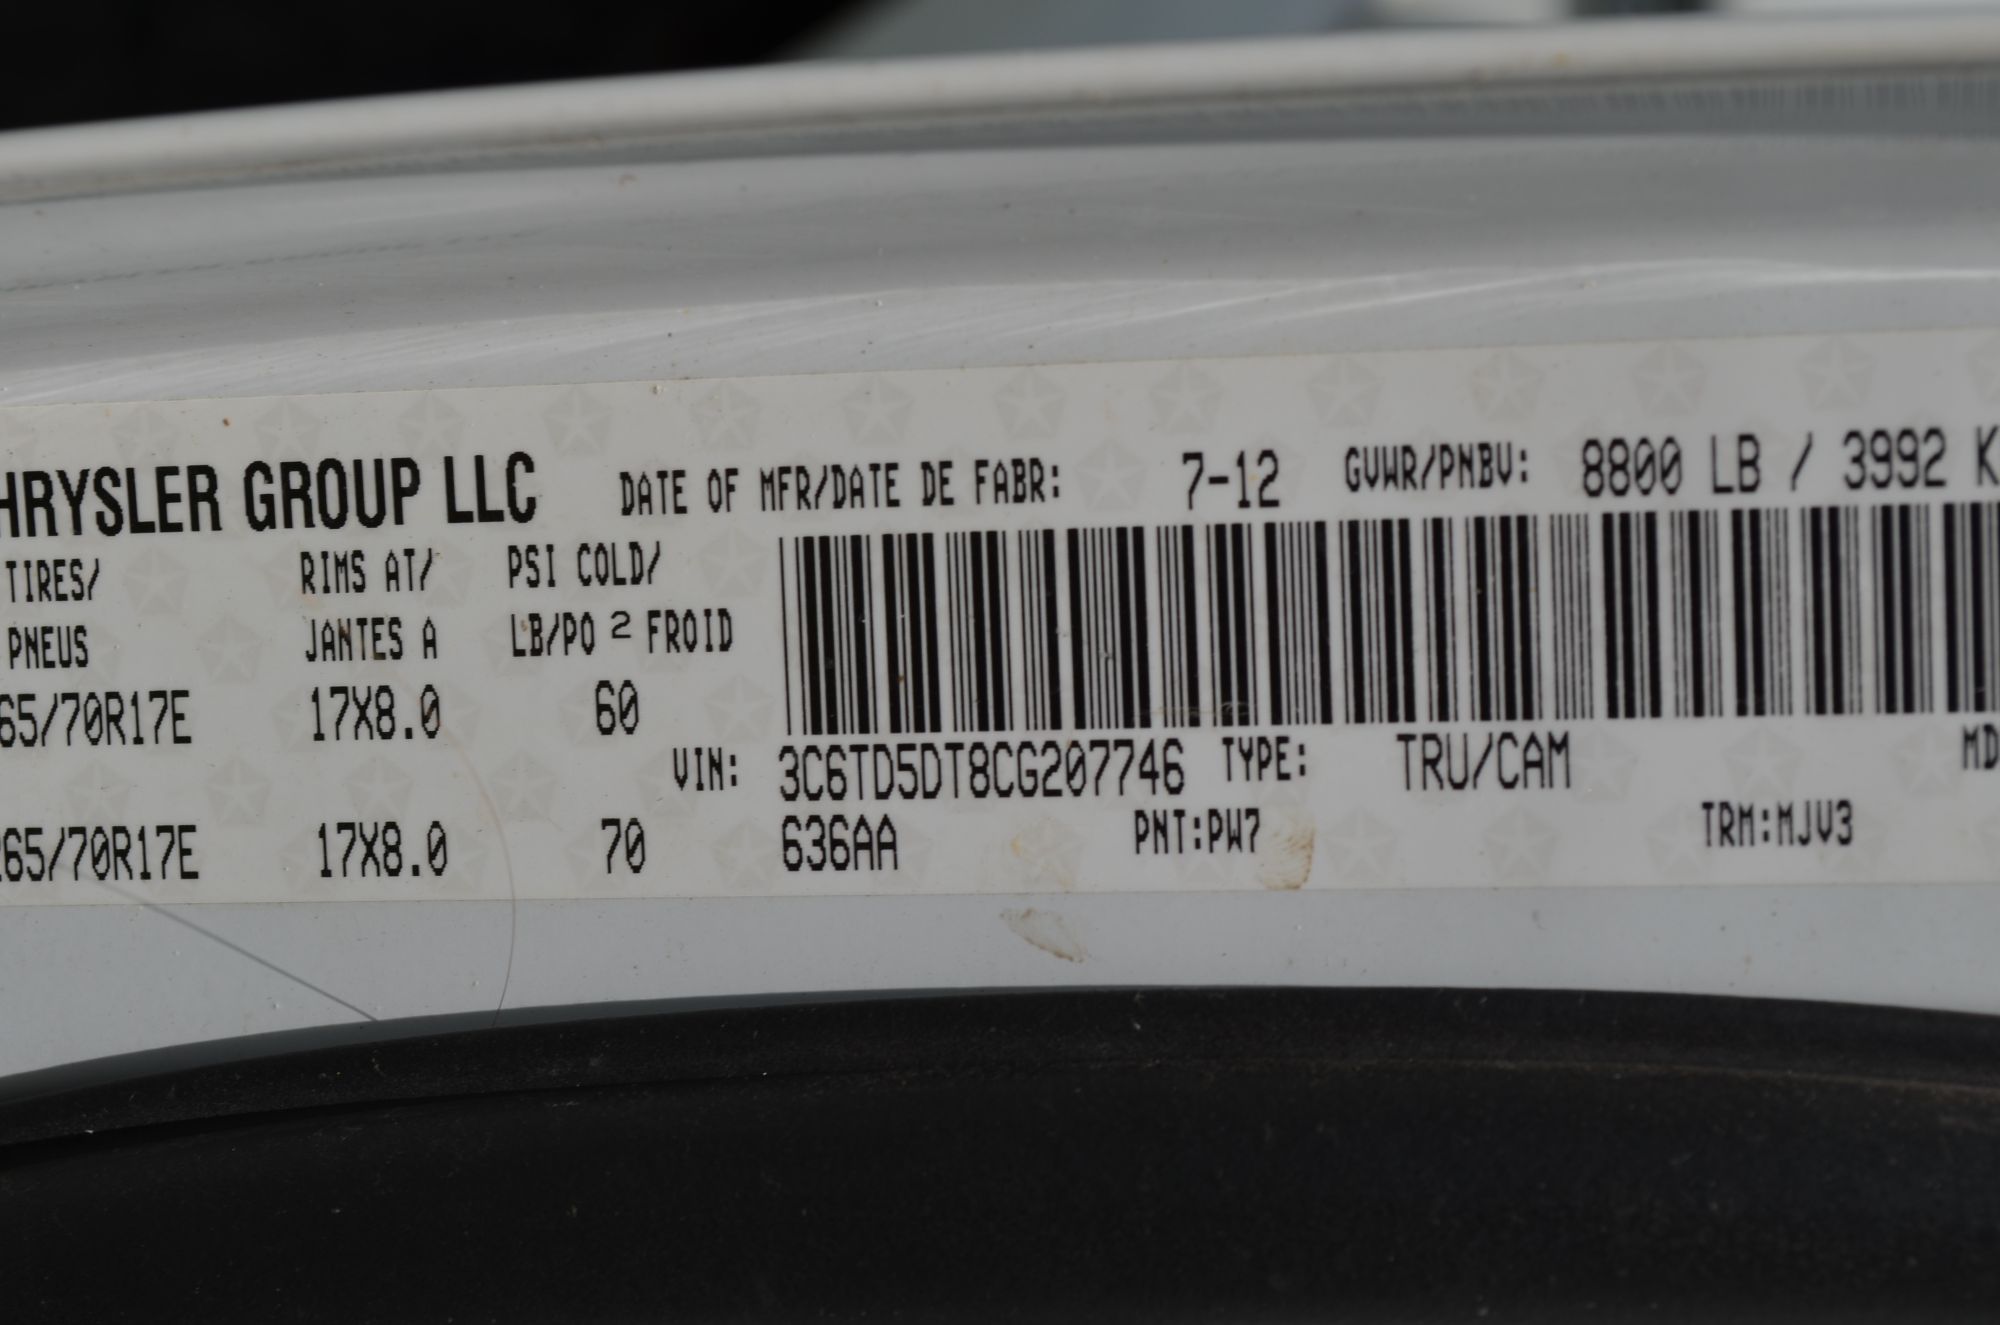 HRYSLER GROUP LLC DATE OF MFR/DATE DE FABR: 7-12 GVWR/PNBV: 8800 LB / 3992 K
TIRES/ RIMS AT/ PSI COLD/
PNEUS JANTES A LB/PO 2 FROID
65/70R17E 17X8.0 60
VIN: 3C6TD5DT8CG207746 TYPE: TRU/CAM MD
265/70R17E 17X8.0 70 636AA PNT:PW7 TRM:MJV3